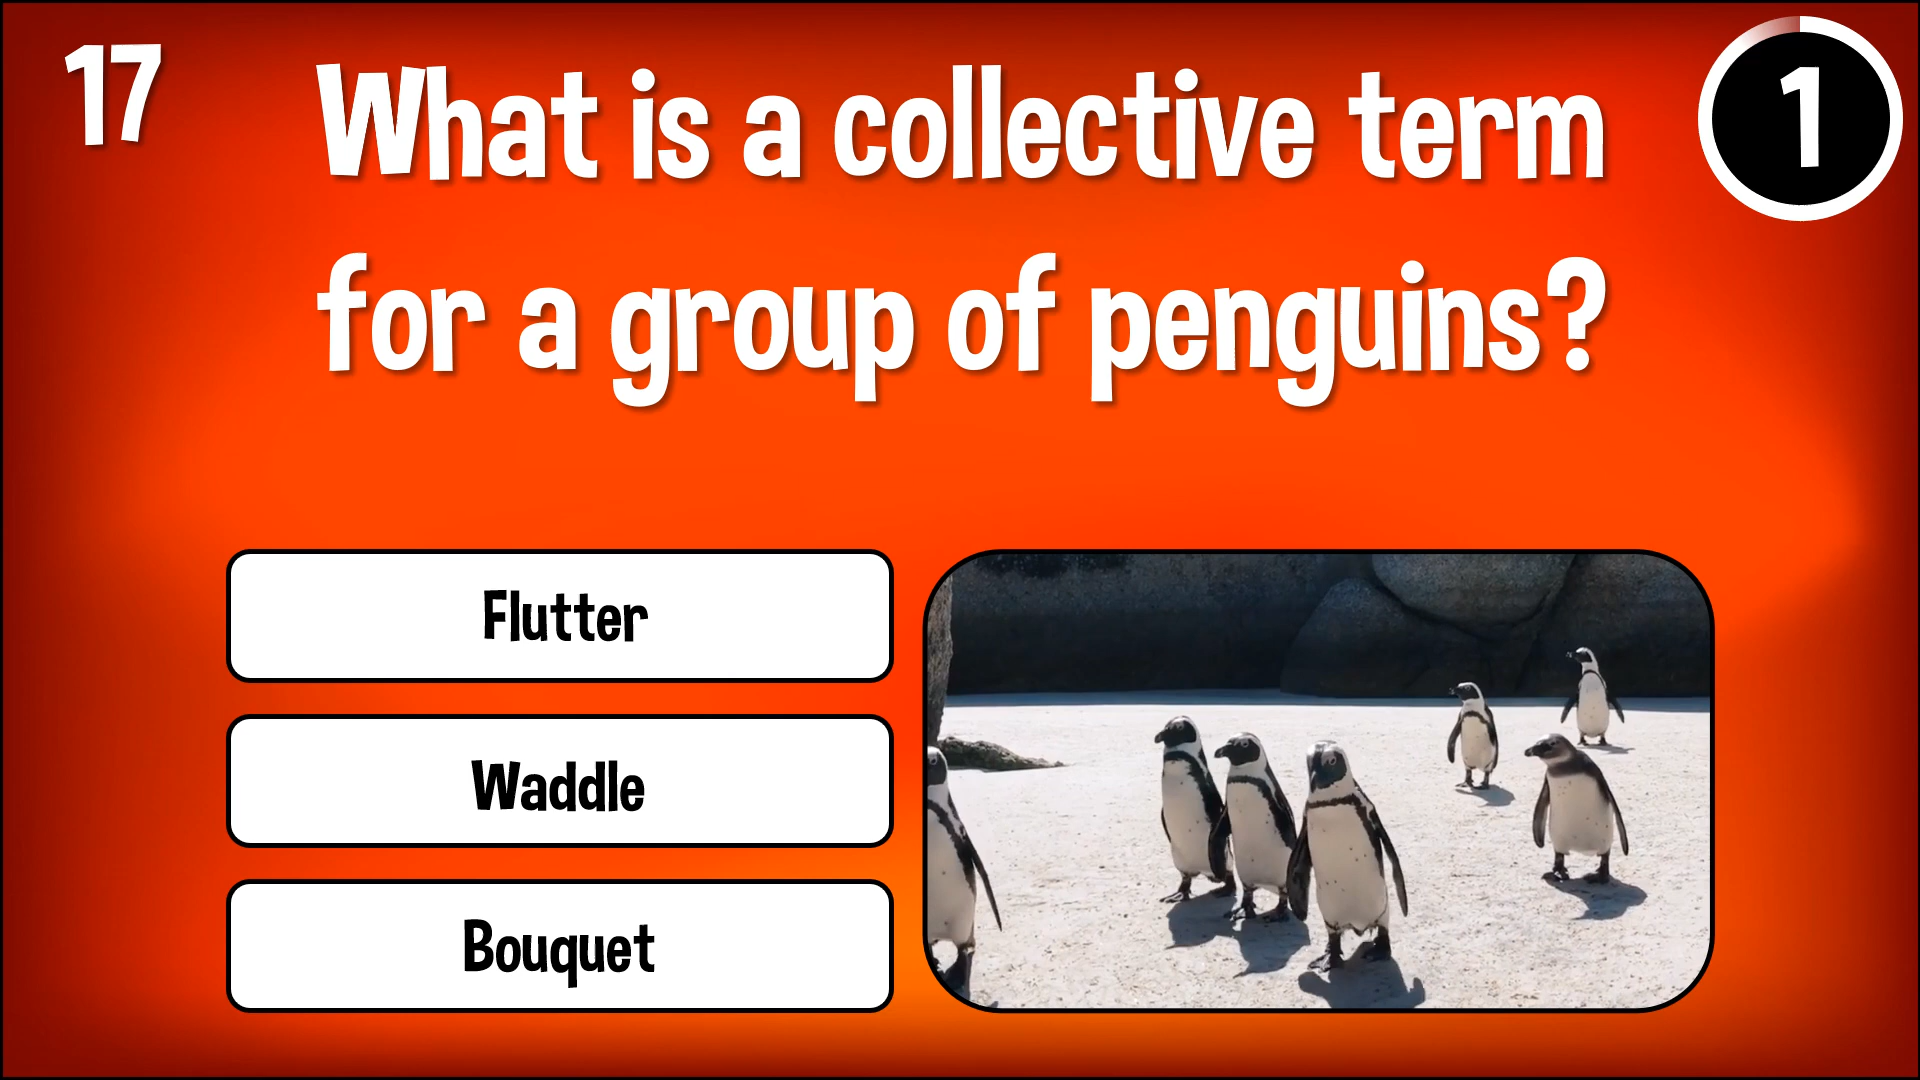 17
What is a collective term
for a group of penguins?
1
Flutter
Waddle
Bouquet